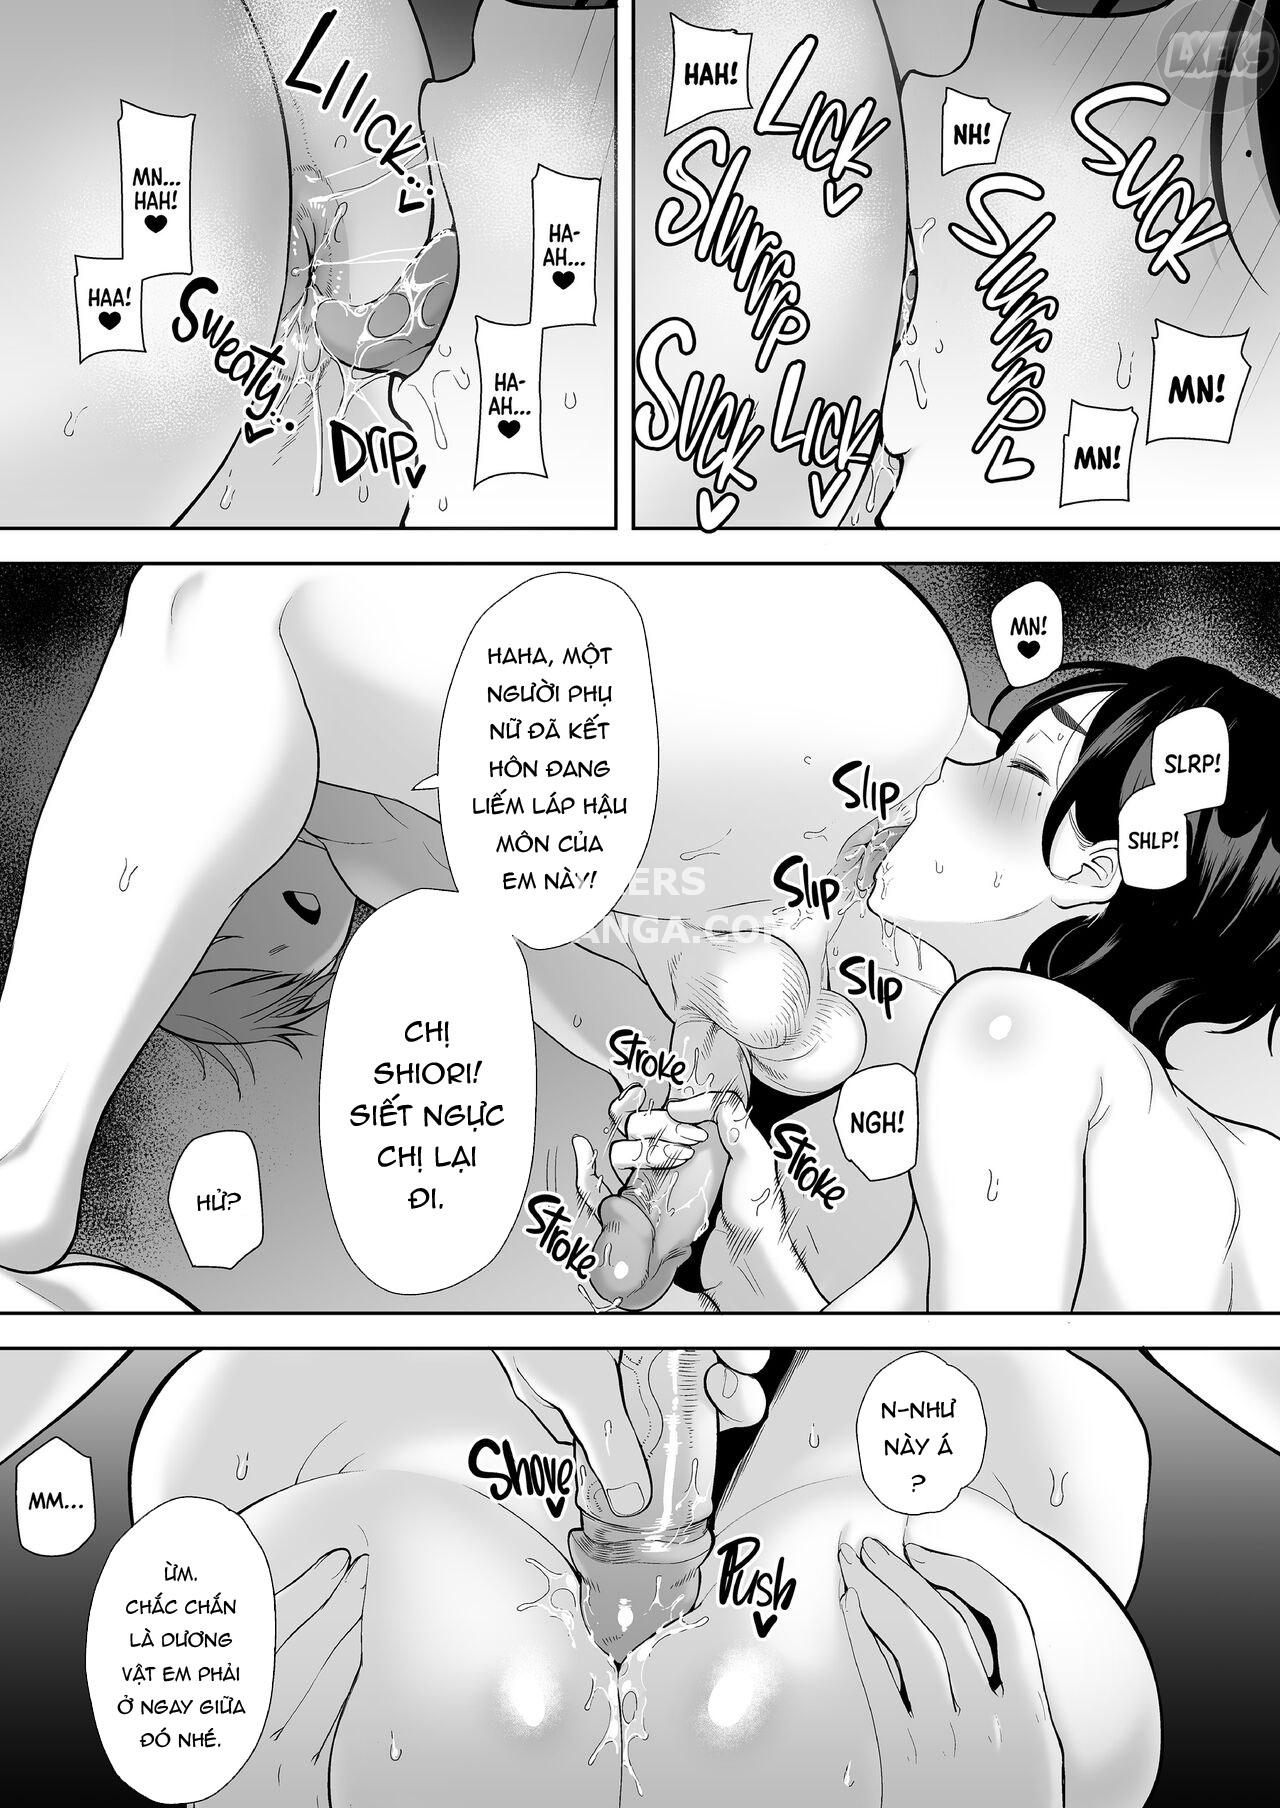 LXERS
HAH!
LICK
NH!
SUCK
SLURRRP
SLURRRP
MN!
MN!
SUCK
LICK
LIIICK...
MN...
HAH!
♥
HAA!
♥
HA-
AH...
♥
HA-
AH...
♥
SWEATY...
DRIP
MN!
♥
SLRP!
SHLP!
HAHA, MỘT
NGƯỜI PHỤ
NỮ ĐÃ KẾT
HÔN ĐANG
LIẾM LÁP HẬU
MÔN CỦA
EM NÀY!
SLIP
SLIP
SLIP
CHỊ
SHIORI!
SIẾT NGỰC
CHỊ LẠI
ĐI.
STROKE
STROKE
STROKE
NGH!
HỬ?
N-NHƯ
NÀY Á
?
SHOVE
PUSH
MM...
ỪM.
CHẮC CHẮN
LÀ DƯƠNG
VẬT EM PHẢI
Ở NGAY GIỮA
ĐÓ NHÉ.